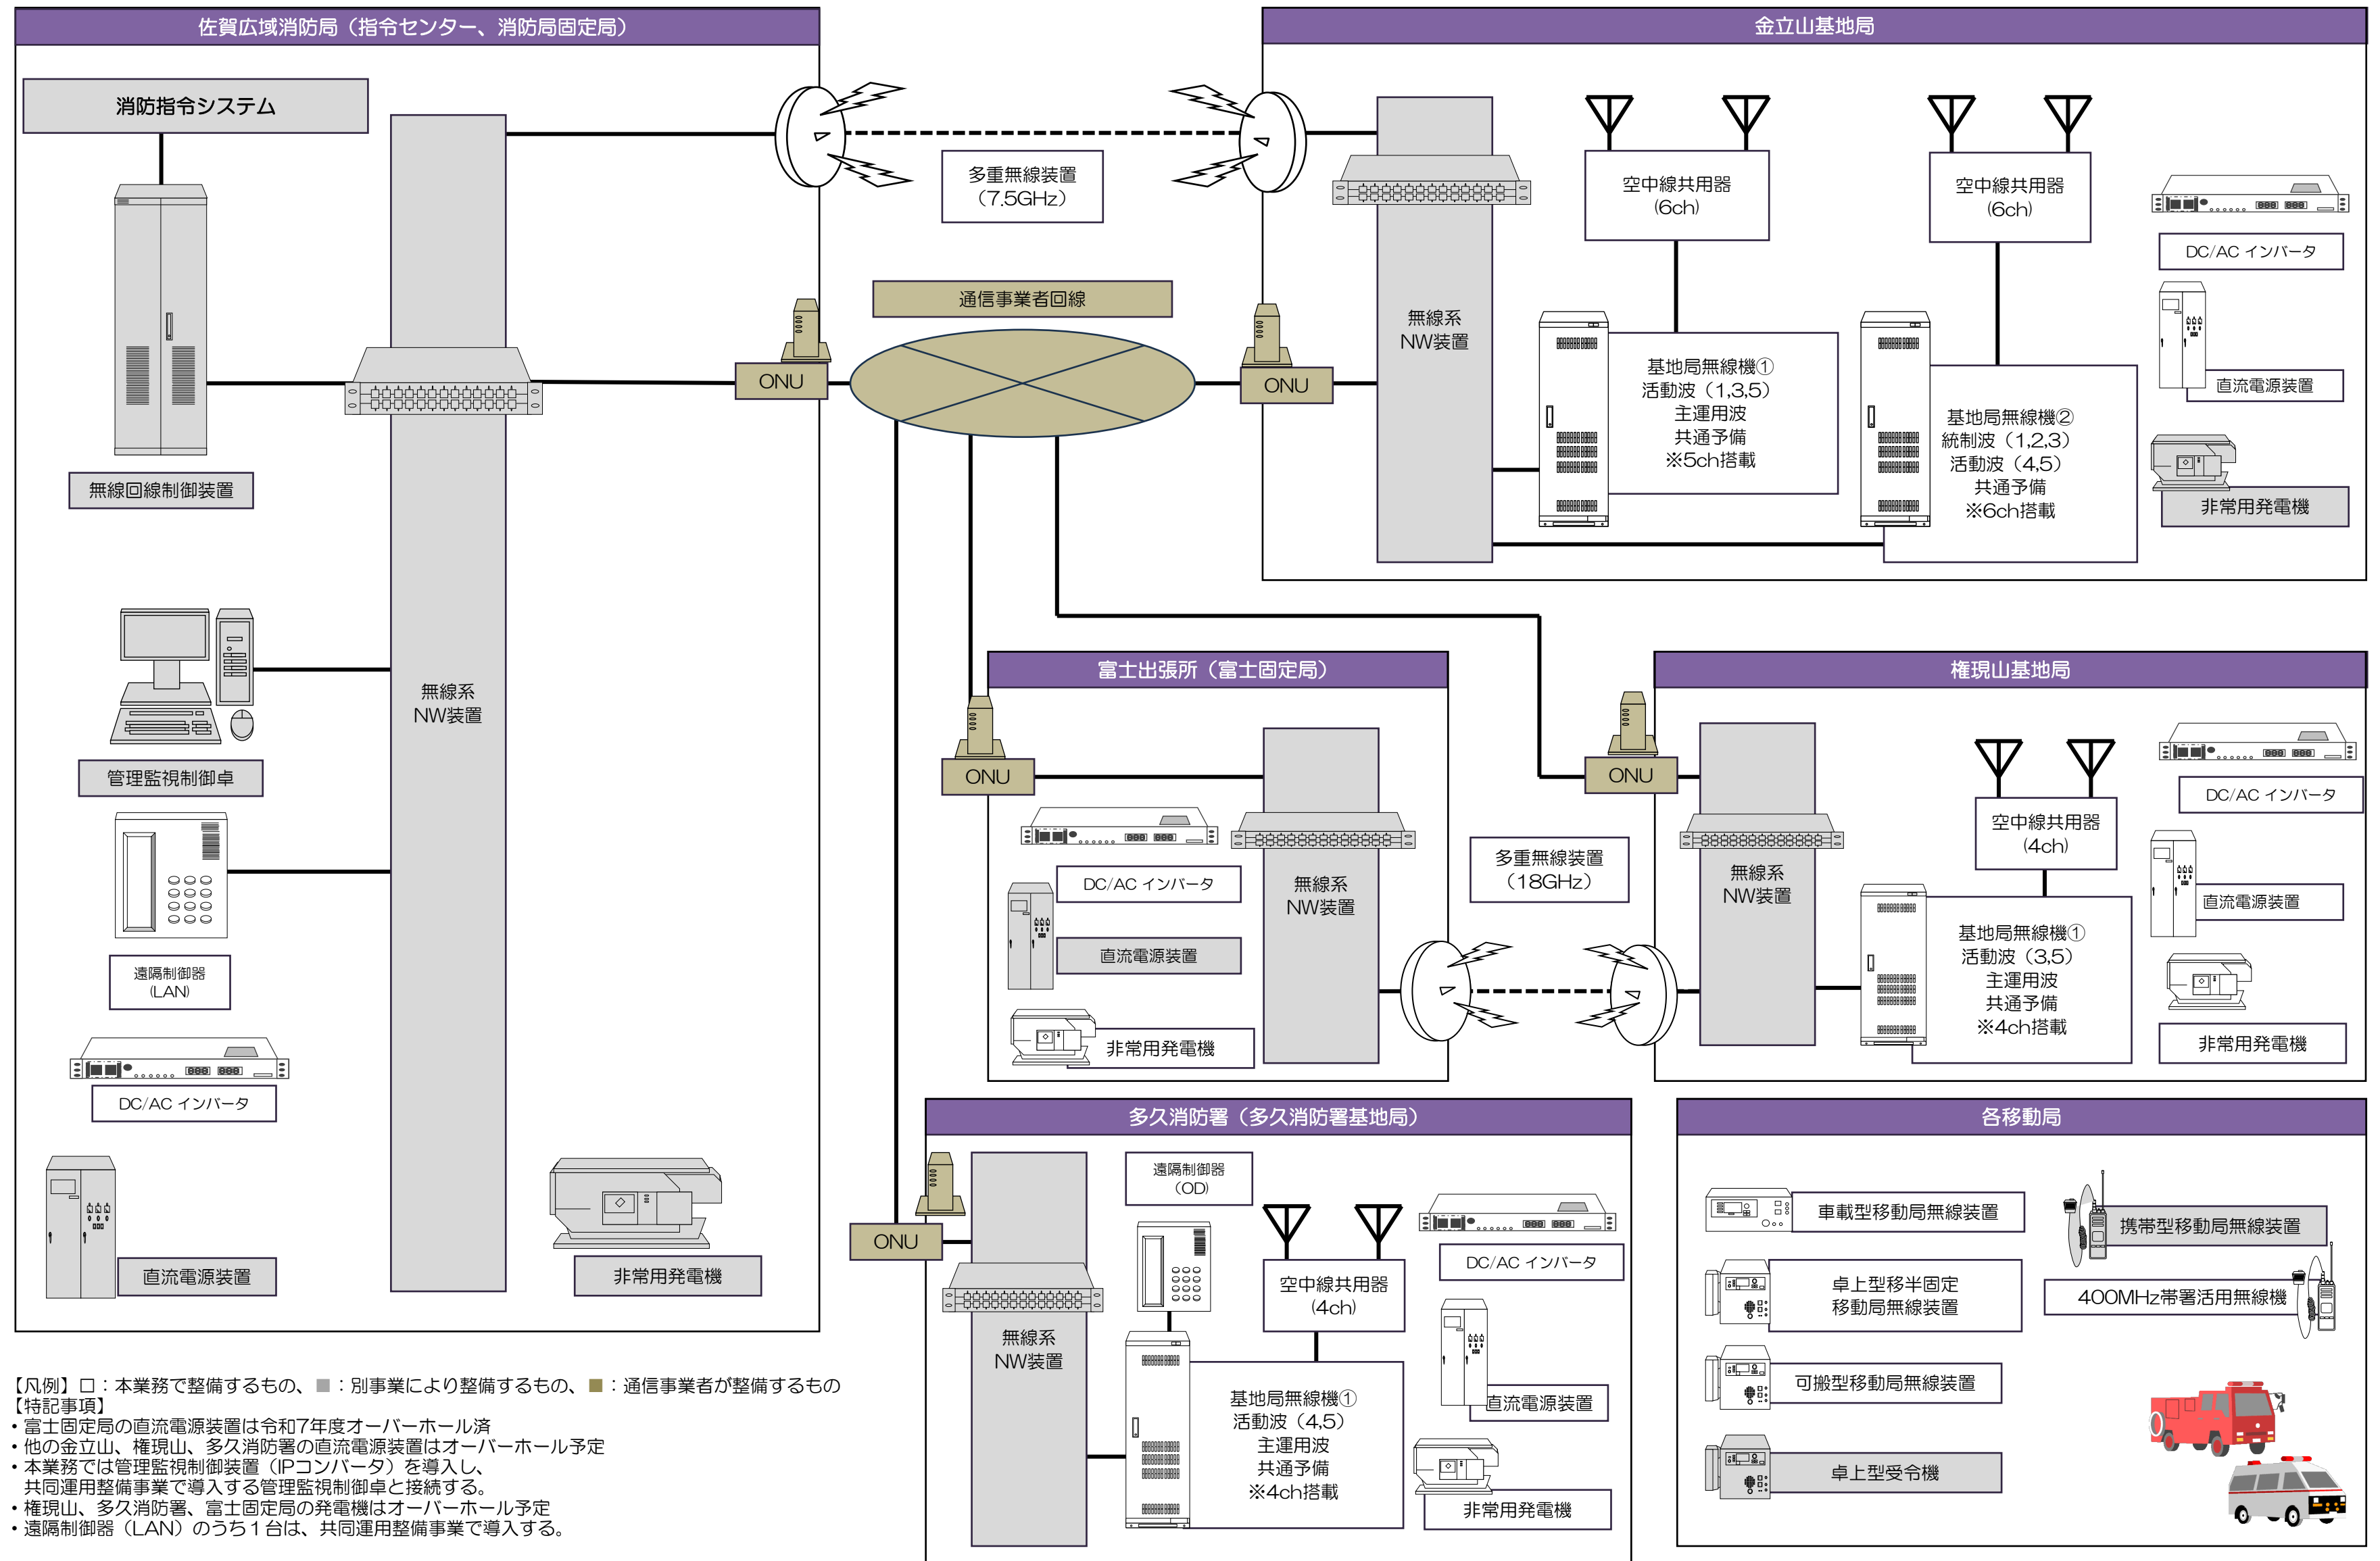 佐賀広域消防局（指令センター、消防局固定局）
消防指令システム
無線回線制御装置
管理監視制御卓
遠隔制御器
(LAN)
DC/AC インバータ
直流電源装置
非常用発電機
無線系
NW装置
ONU
多重無線装置
（7.5GHz）
通信事業者回線
金立山基地局
ONU
無線系
NW装置
空中線共用器
(6ch)
空中線共用器
(6ch)
基地局無線機①
活動波（1,3,5）
主運用波
共通予備
※5ch搭載
基地局無線機②
統制波（1,2,3）
活動波（4,5）
共通予備
※6ch搭載
DC/AC インバータ
直流電源装置
非常用発電機
富士出張所（富士固定局）
ONU
DC/AC インバータ
直流電源装置
非常用発電機
無線系
NW装置
多重無線装置
（18GHz）
権現山基地局
ONU
無線系
NW装置
空中線共用器
(4ch)
基地局無線機①
活動波（3,5）
主運用波
共通予備
※4ch搭載
DC/AC インバータ
直流電源装置
非常用発電機
多久消防署（多久消防署基地局）
ONU
無線系
NW装置
遠隔制御器
（OD）
空中線共用器
(4ch)
基地局無線機①
活動波（4,5）
主運用波
共通予備
※4ch搭載
DC/AC インバータ
直流電源装置
非常用発電機
各移動局
車載型移動局無線装置
携帯型移動局無線装置
卓上型移半固定
移動局無線装置
400MHz帯署活用無線機
可搬型移動局無線装置
卓上型受令機
【凡例】□：本業務で整備するもの、■：別事業により整備するもの、■：通信事業者が整備するもの
【特記事項】
・富士固定局の直流電源装置は令和7年度オーバーホール済
・他の金立山、権現山、多久消防署の直流電源装置はオーバーホール予定
・本業務では管理監視制御装置（IPコンバータ）を導入し、
共同運用整備事業で導入する管理監視制御卓と接続する。
・権現山、多久消防署、富士固定局の発電機はオーバーホール予定
・遠隔制御器（LAN）のうち１台は、共同運用整備事業で導入する。